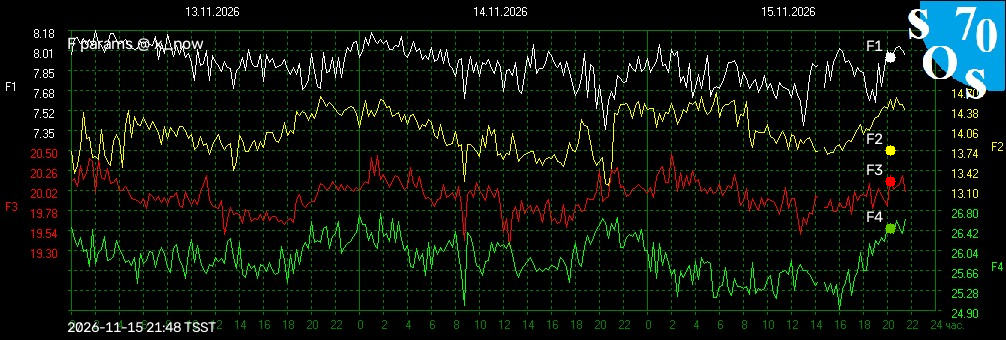 13.11.2026 14.11.2026 15.11.2026
S 70
O
S
F params @ x_now
8.18
8.01
7.85
7.68
7.52
7.35
F1
20.50
20.26
20.02
19.78
19.54
19.30
F3
F1
F2
F3
F4
14.70
14.38
14.06
13.74
13.42
13.10
F2
26.80
26.42
26.04
25.66
25.28
24.90
F4
2026-11-15 21:48 TSST
12 14 16 18 20 22 0 2 4 6 8 10 12 14 16 18 20 22 0 2 4 6 8 10 12 14 16 18 20 22 24 час.